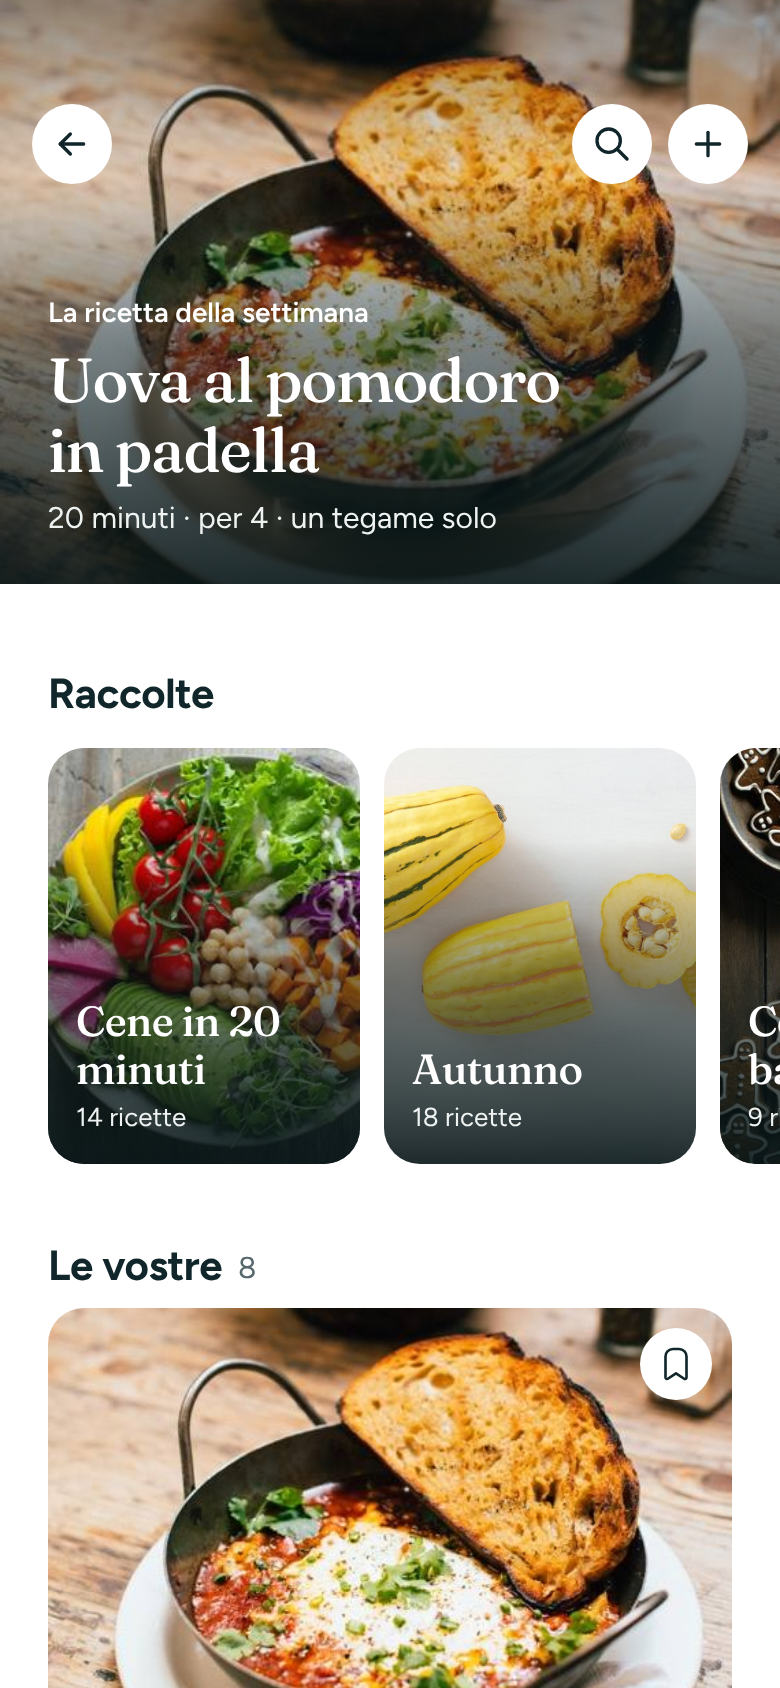 La ricetta della settimana
Uova al pomodoro
in padella
20 minuti · per 4 · un tegame solo
Raccolte
Cene in 20
minuti
14 ricette
Autunno
18 ricette
9 r
Le vostre 8